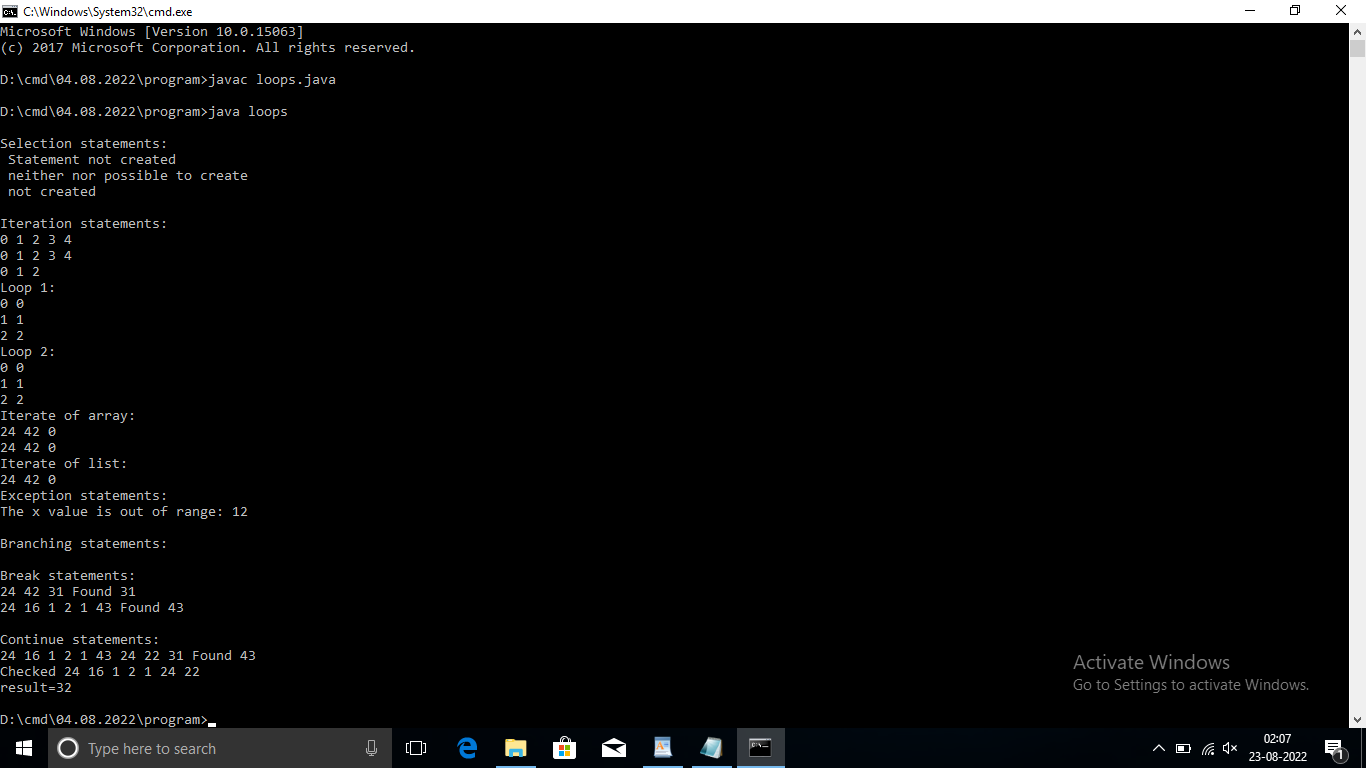 C:\Windows\System32\cmd.exe
Microsoft Windows [Version 10.0.15063]
(c) 2017 Microsoft Corporation. All rights reserved.
D:\cmd\04.08.2022\program>javac loops.java
D:\cmd\04.08.2022\program>java loops
Selection statements:
Statement not created
neither nor possible to create
not created
Iteration statements:
0 1 2 3 4
0 1 2 3 4
0 1 2
Loop 1:
0 0
1 1
2 2
Loop 2:
0 0
1 1
2 2
Iterate of array:
24 42 0
24 42 0
Iterate of list:
24 42 0
Exception statements:
The x value is out of range: 12
Branching statements:
Break statements:
24 42 31 Found 31
24 16 1 2 1 43 Found 43
Continue statements:
24 16 1 2 1 43 24 22 31 Found 43
Checked 24 16 1 2 1 24 22
result=32
D:\cmd\04.08.2022\program>
Activate Windows
Go to Settings to activate Windows.
Type here to search
02:07
23-08-2022
1